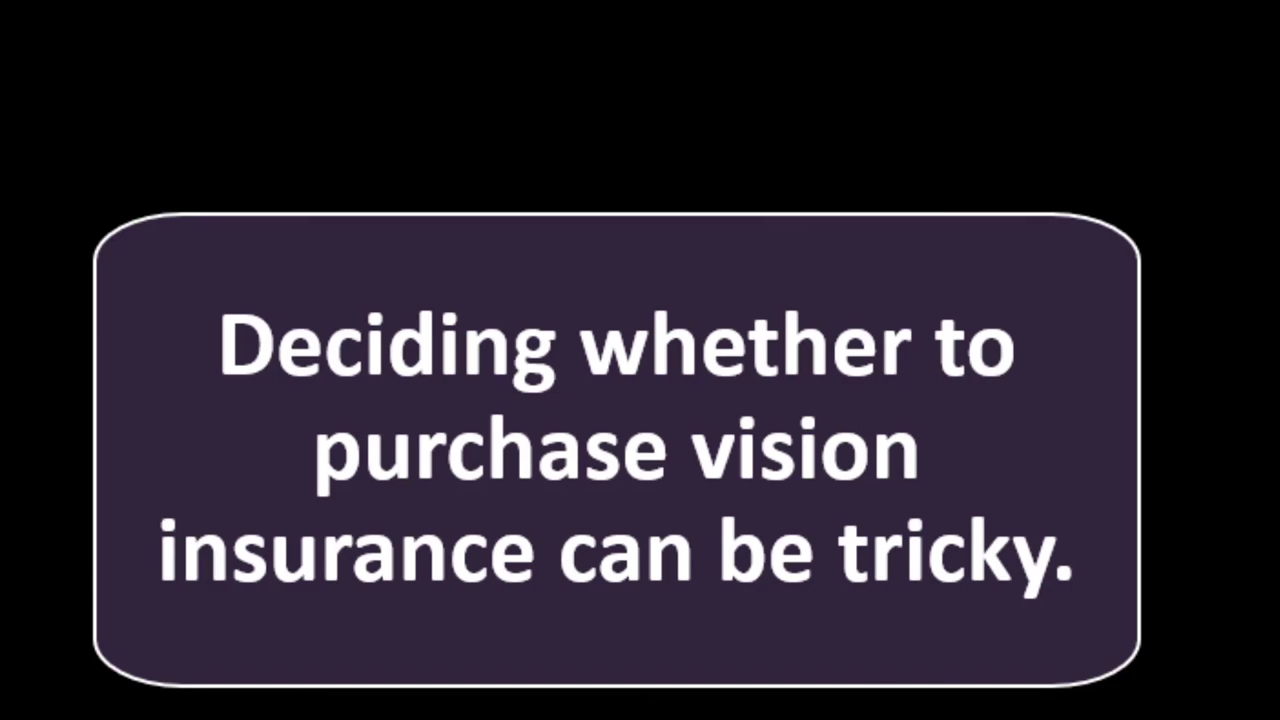 Deciding whether to
purchase vision
insurance can be tricky.